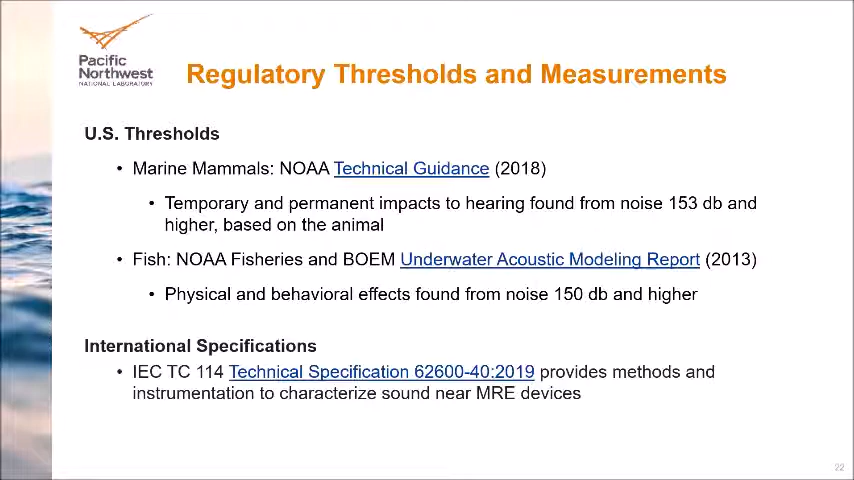 Pacific
Northwest
NATIONAL LABORATORY
Regulatory Thresholds and Measurements
U.S. Thresholds
• Marine Mammals: NOAA Technical Guidance (2018)
• Temporary and permanent impacts to hearing found from noise 153 db and
higher, based on the animal
• Fish: NOAA Fisheries and BOEM Underwater Acoustic Modeling Report (2013)
• Physical and behavioral effects found from noise 150 db and higher
International Specifications
• IEC TC 114 Technical Specification 62600-40:2019 provides methods and
instrumentation to characterize sound near MRE devices
22